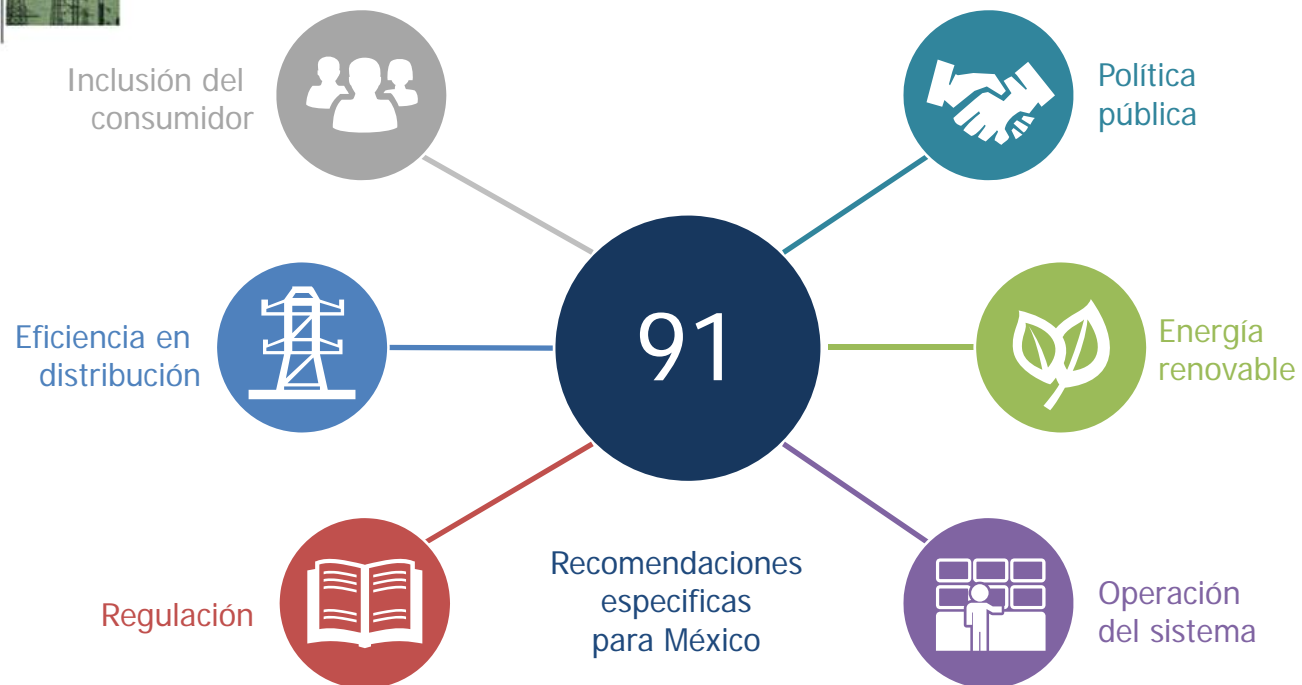 Inclusión del
consumidor
Política
pública
Eficiencia en
distribución
91
Energía
renovable
Regulación
Recomendaciones
especificas
para México
Operación
del sistema